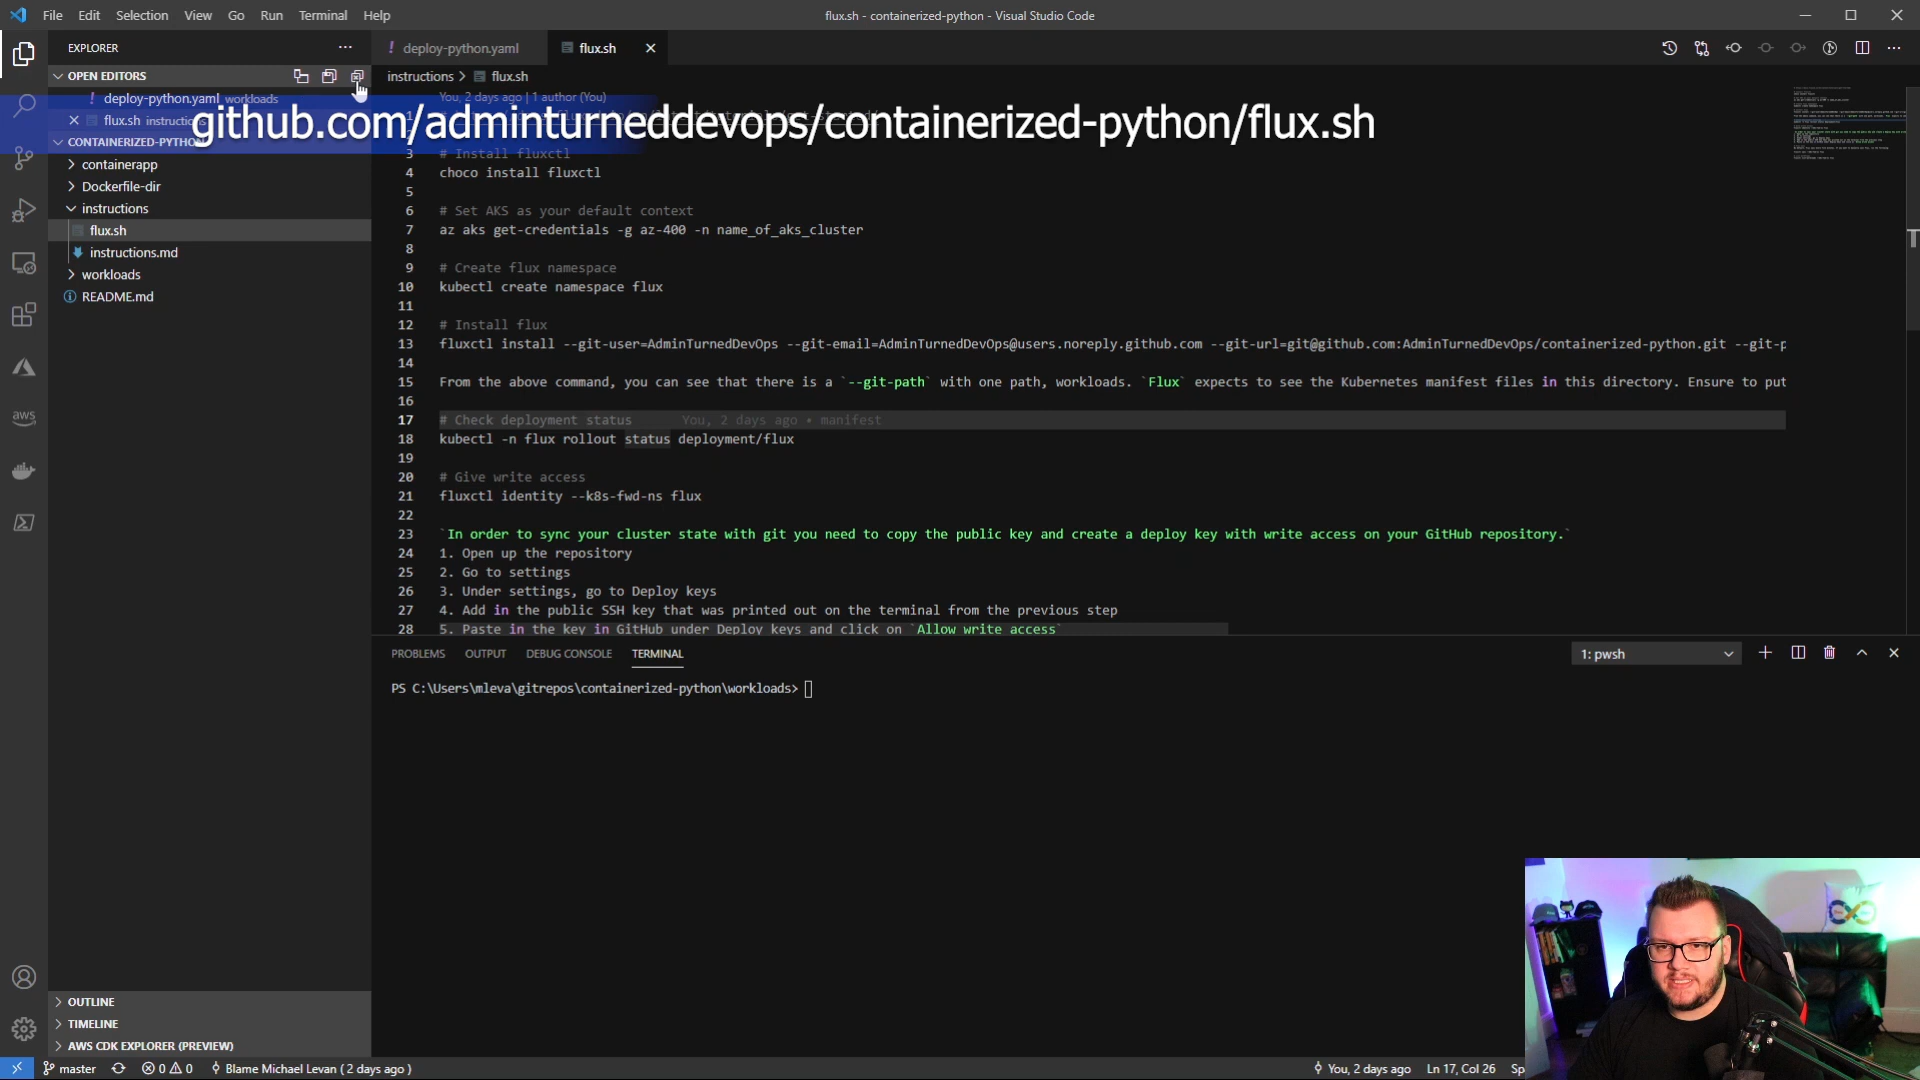 File Edit Selection View Go Run Terminal Help
flux.sh - containerized-python - Visual Studio Code
EXPLORER
deploy-python.yaml
flux.sh
OPEN EDITORS
instructions
flux.sh
deploy-python.yaml workloads
You, 2 days ago | 1 author (You)
flux.sh
github.com/adminturneddevops/containerized-python/flux.sh
CONTAINERIZED-PYTHON
containerapp
Dockerfile-dir
instructions
flux.sh
instructions.md
workloads
README.md
3 # Install fluxctl
4 choco install fluxctl
5
6 # Set AKS as your default context
7 az aks get-credentials -g az-400 -n name_of_aks_cluster
8
9 # Create flux namespace
10 kubectl create namespace flux
11
12 # Install flux
13 fluxctl install --git-user=AdminTurnedDevOps --git-email=AdminTurnedDevOps@users.noreply.github.com --git-url=git@github.com:AdminTurnedDevOps/containerized-python.git --git-p
14
15 From the above command, you can see that there is a `--git-path` with one path, workloads. `Flux` expects to see the Kubernetes manifest files in this directory. Ensure to put
16
17 # Check deployment status You, 2 days ago • manifest
18 kubectl -n flux rollout status deployment/flux
19
20 # Give write access
21 fluxctl identity --k8s-fwd-ns flux
22
23 `In order to sync your cluster state with git you need to copy the public key and create a deploy key with write access on your GitHub repository.`
24 1. Open up the repository
25 2. Go to settings
26 3. Under settings, go to Deploy keys
27 4. Add in the public SSH key that was printed out on the terminal from the previous step
28 5. Paste in the key in GitHub under Deploy keys and click on `Allow write access`
PROBLEMS OUTPUT DEBUG CONSOLE TERMINAL
1: pwsh
PS C:\Users\mleva\gitrepos\containerized-python\workloads>
aws
OUTLINE
TIMELINE
AWS CDK EXPLORER (PREVIEW)
master
0 0
Blame Michael Levan ( 2 days ago )
You, 2 days ago
Ln 17, Col 26
Sp